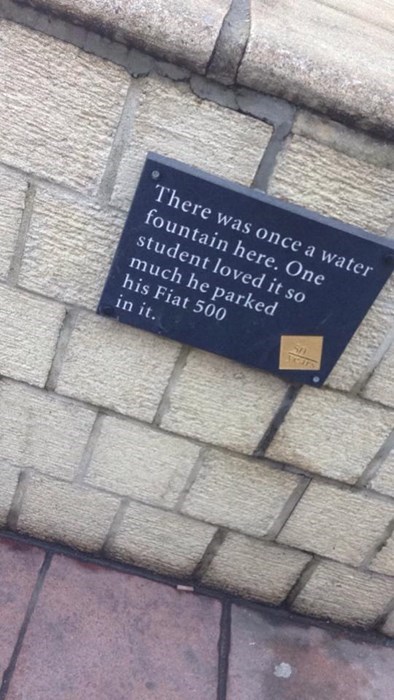 There was once a water
fountain here. One
student loved it so
much he parked
his Fiat 500
in it.